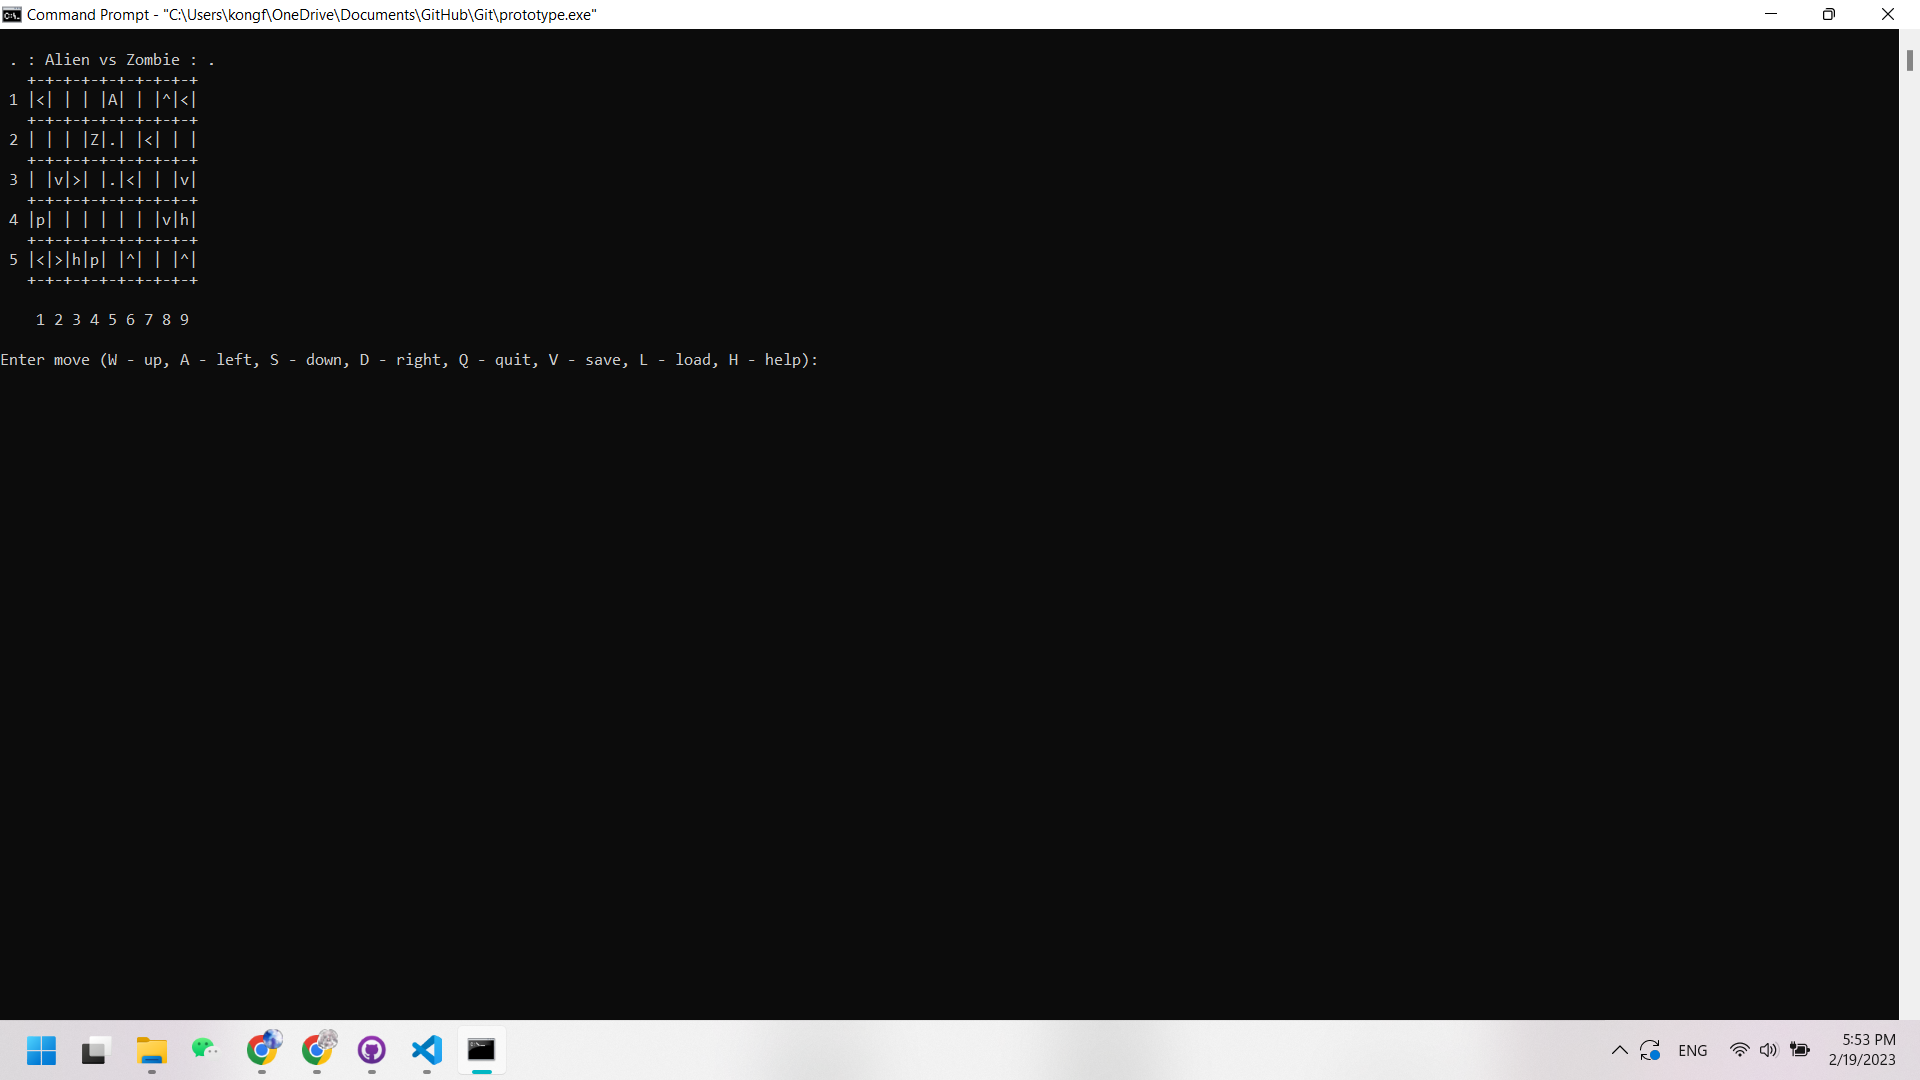 Command Prompt - "C:\Users\kongf\OneDrive\Documents\GitHub\Git\prototype.exe"
. : Alien vs Zombie : .
+-+-+-+-+-+-+-+-+-+
1 |<| | | |A| | |^|<|
+-+-+-+-+-+-+-+-+-+
2 | | | |Z|.| |<| | |
+-+-+-+-+-+-+-+-+-+
3 | |v|>| |.|<| | |v|
+-+-+-+-+-+-+-+-+-+
4 |p| | | | | | |v|h|
+-+-+-+-+-+-+-+-+-+
5 |<|>|h|p| |^| | |^|
+-+-+-+-+-+-+-+-+-+
1 2 3 4 5 6 7 8 9
Enter move (W - up, A - left, S - down, D - right, Q - quit, V - save, L - load, H - help):
ENG
5:53 PM
2/19/2023